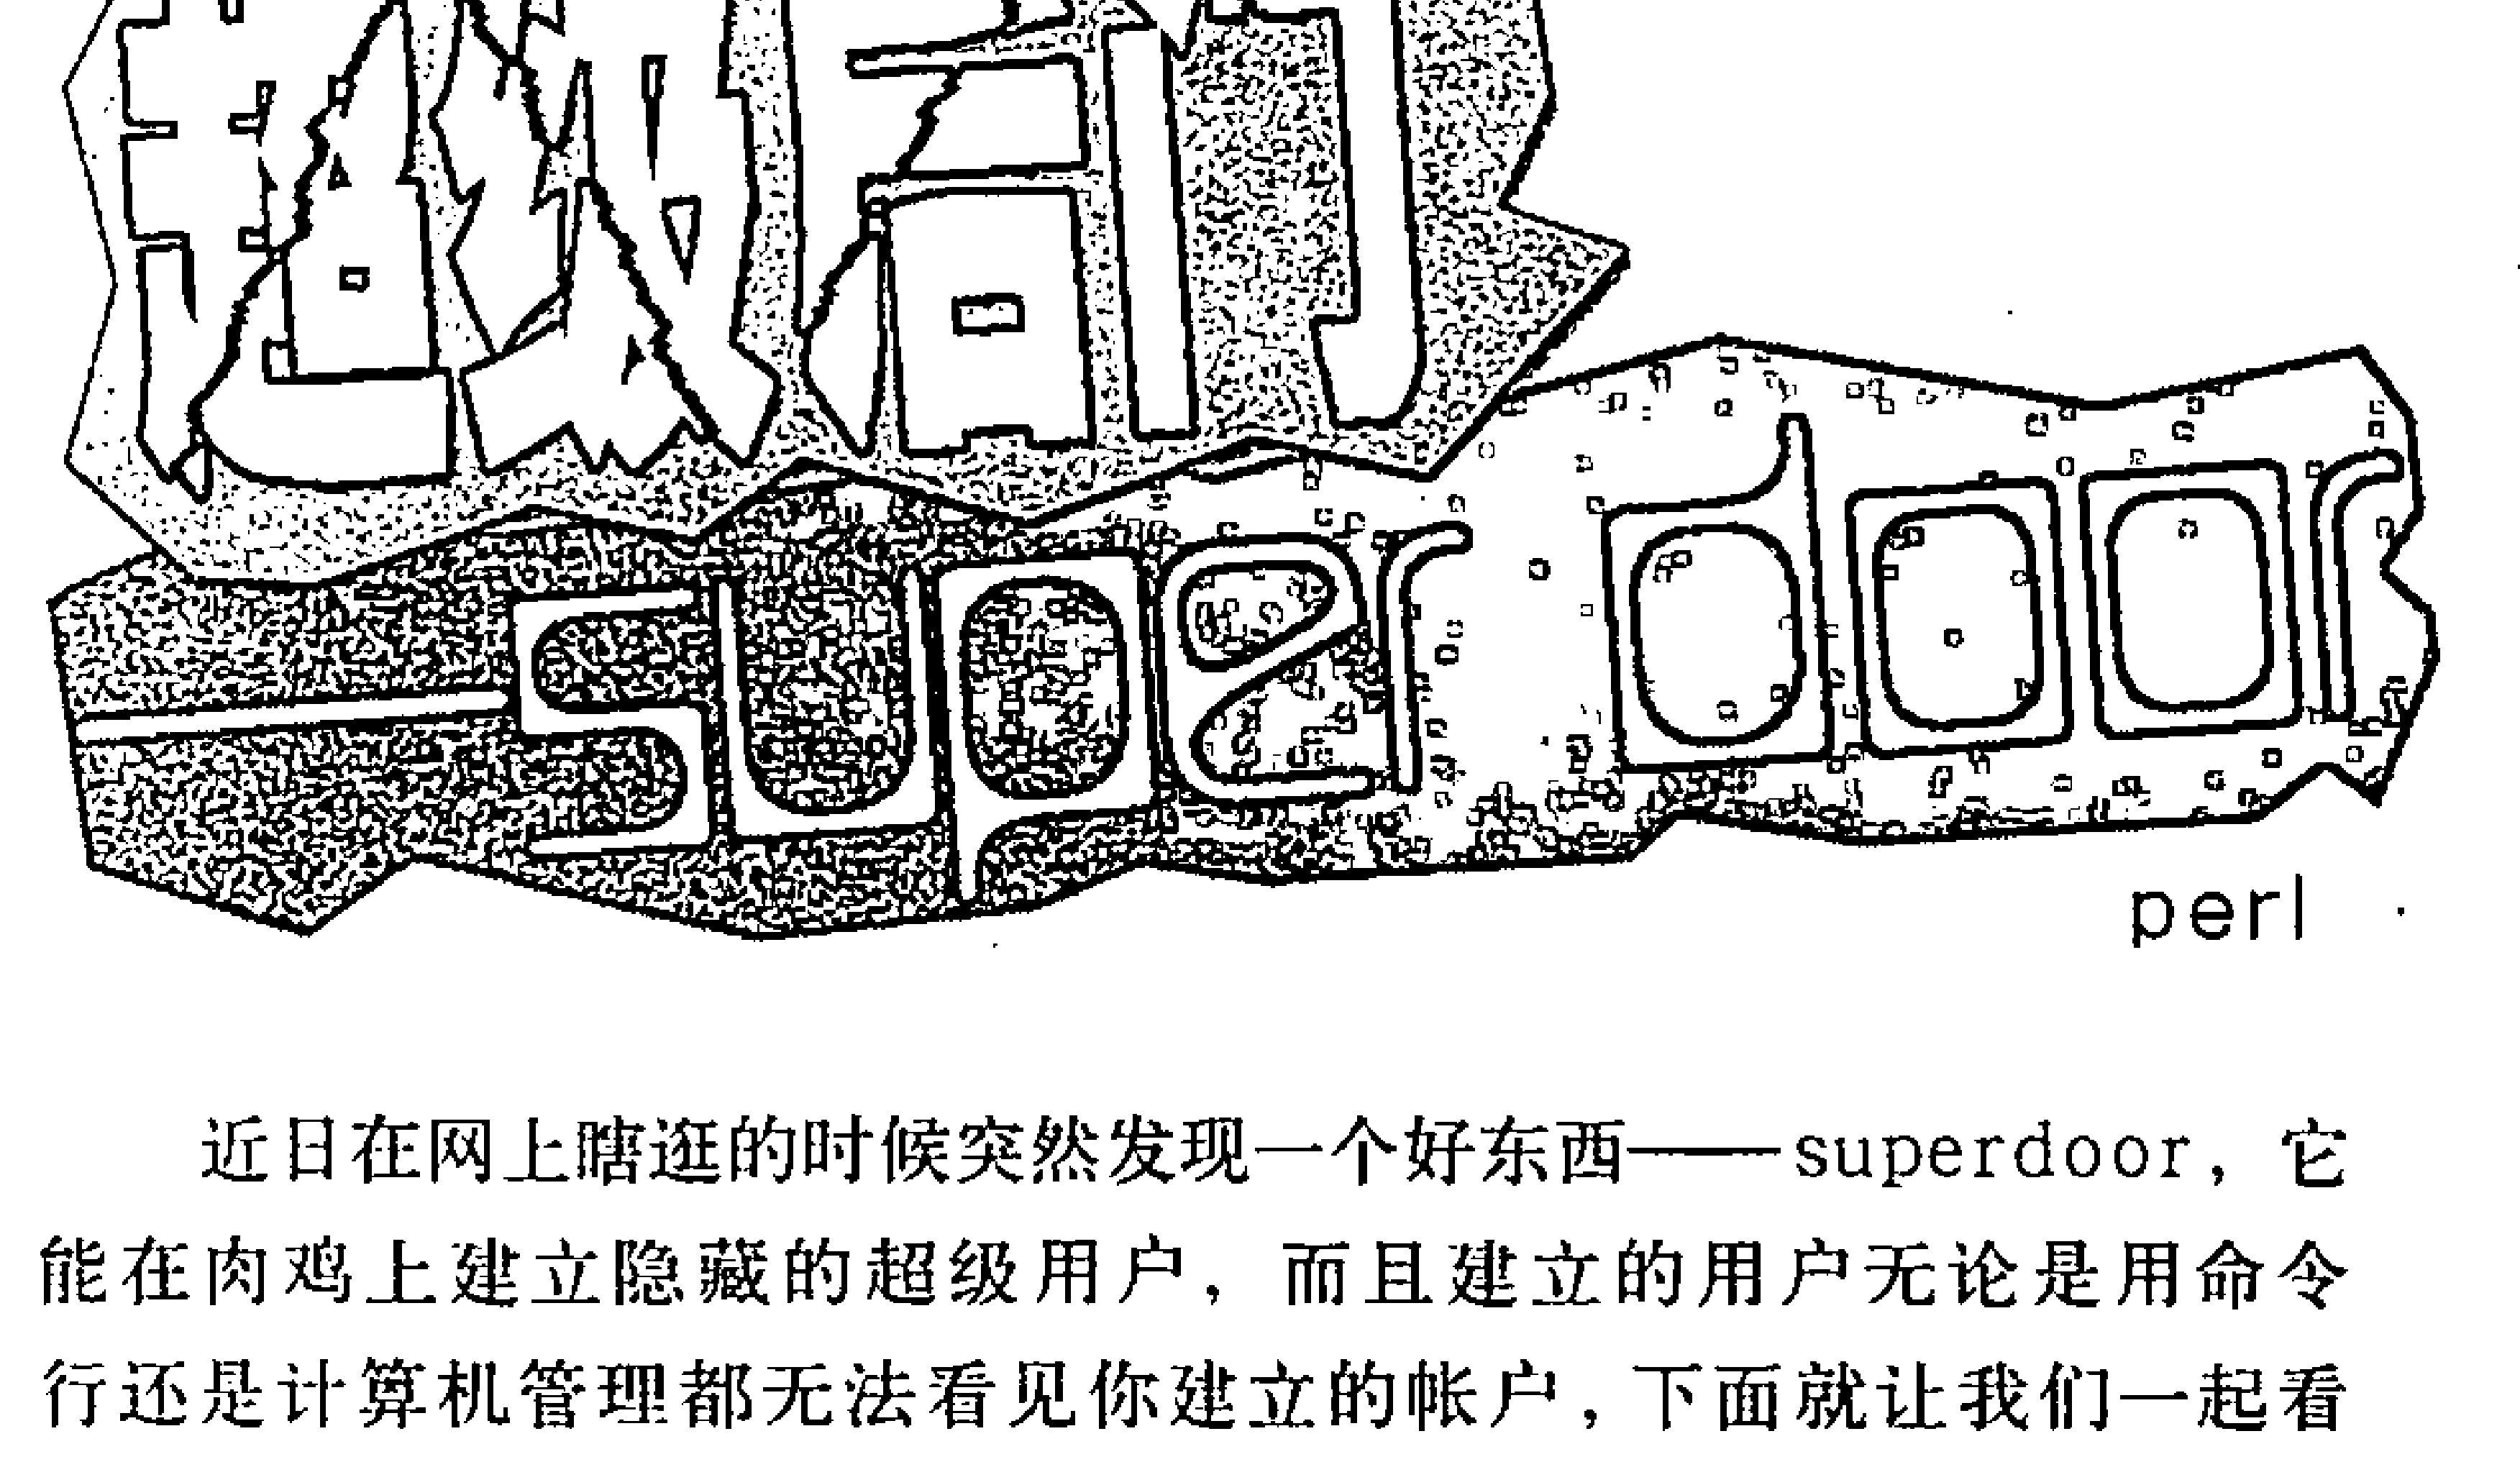 ——super door
perl
近日在网上瞎逛的时候突然发现一个好东西——superdoor，它
能在肉鸡上建立隐藏的超级用户，而且建立的用户无论是用命令
行还是计算机管理都无法看见你建立的帐户，下面就让我们一起看